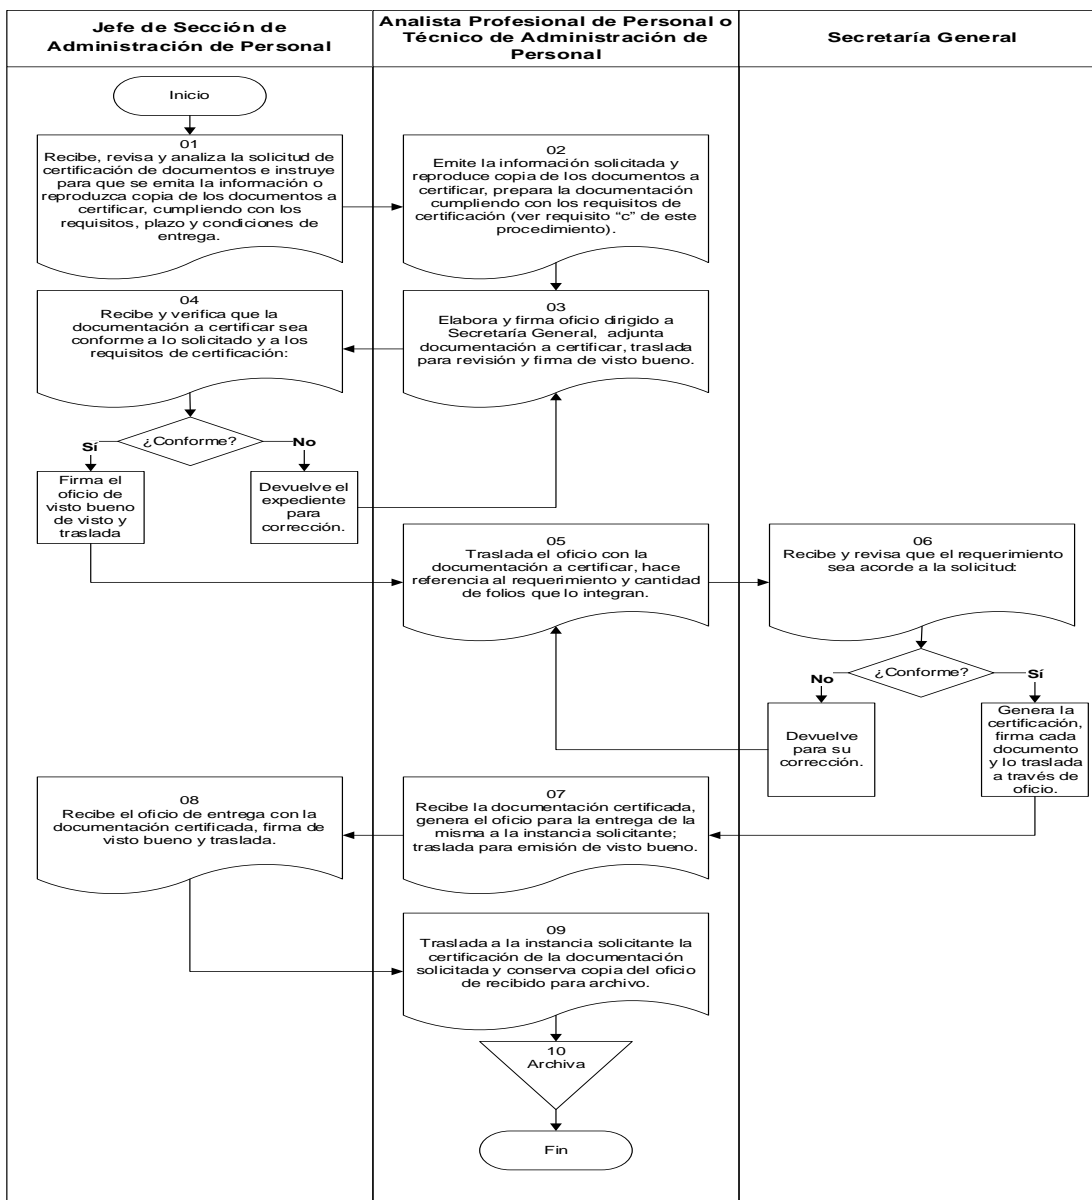 Jefe de Sección de
Administración de Personal
Analista Profesional de Personal o
Técnico de Administración de
Personal
Secretaría General
Inicio
01
Recibe, revisa y analiza la solicitud de
certificación de documentos e instruye
para que se emita la información o
reproduzca copia de los documentos a
certificar, cumpliendo con los
requisitos, plazo y condiciones de
entrega.
02
Emite la información solicitada y
reproduce copia de los documentos a
certificar, prepara la documentación
cumpliendo con los requisitos de
certificación (ver requisito “c” de este
procedimiento).
03
Elabora y firma oficio dirigido a
Secretaría General, adjunta
documentación a certificar, traslada
para revisión y firma de visto bueno.
04
Recibe y verifica que la
documentación a certificar sea
conforme a lo solicitado y a los
requisitos de certificación:
¿Conforme?
Sí
No
Firma el
oficio de
visto bueno
de visto y
traslada
Devuelve el
expediente
para
corrección.
05
Traslada el oficio con la
documentación a certificar, hace
referencia al requerimiento y cantidad
de folios que lo integran.
06
Recibe y revisa que el requerimiento
sea acorde a la solicitud:
¿Conforme?
No
Sí
Devuelve
para su
corrección.
Genera la
certificación,
firma cada
documento
y lo traslada
a través de
oficio.
07
Recibe la documentación certificada,
genera el oficio para la entrega de la
misma a la instancia solicitante;
traslada para emisión de visto bueno.
08
Recibe el oficio de entrega con la
documentación certificada, firma de
visto bueno y traslada.
09
Traslada a la instancia solicitante la
certificación de la documentación
solicitada y conserva copia del oficio
de recibido para archivo.
10
Archiva
Fin